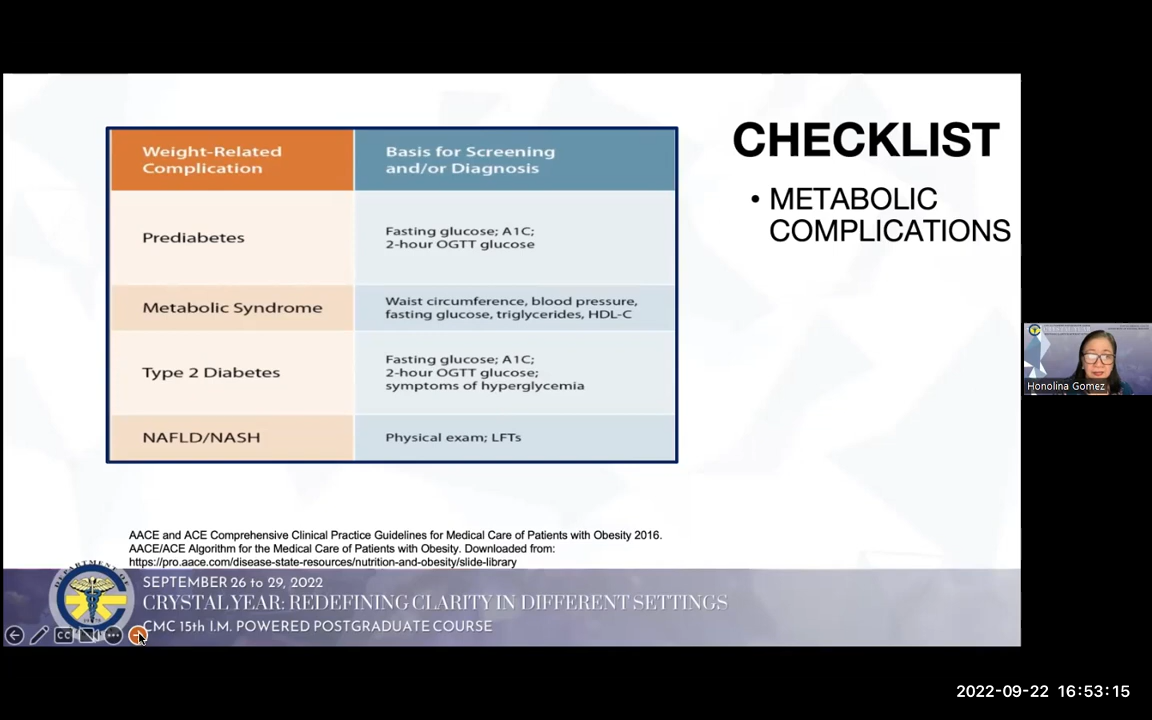 CHECKLIST
• METABOLIC
COMPLICATIONS
Weight-Related
Complication
Basis for Screening
and/or Diagnosis
Prediabetes
Fasting glucose; A1C;
2-hour OGTT glucose
Metabolic Syndrome
Waist circumference, blood pressure,
fasting glucose, triglycerides, HDL-C
Type 2 Diabetes
Fasting glucose; A1C;
2-hour OGTT glucose;
symptoms of hyperglycemia
NAFLD/NASH
Physical exam; LFTs
AACE and ACE Comprehensive Clinical Practice Guidelines for Medical Care of Patients with Obesity 2016.
AACE/ACE Algorithm for the Medical Care of Patients with Obesity. Downloaded from:
https://pro.aace.com/disease-state-resources/nutrition-and-obesity/slide-library
DEPARTMENT OF
SEPTEMBER 26 to 29, 2022
CRYSTAL YEAR: REDEFINING CLARITY IN DIFFERENT SETTINGS
CMC 15th I.M. POWERED POSTGRADUATE COURSE
CC
Honolina Gomez
2022-09-22 16:53:15